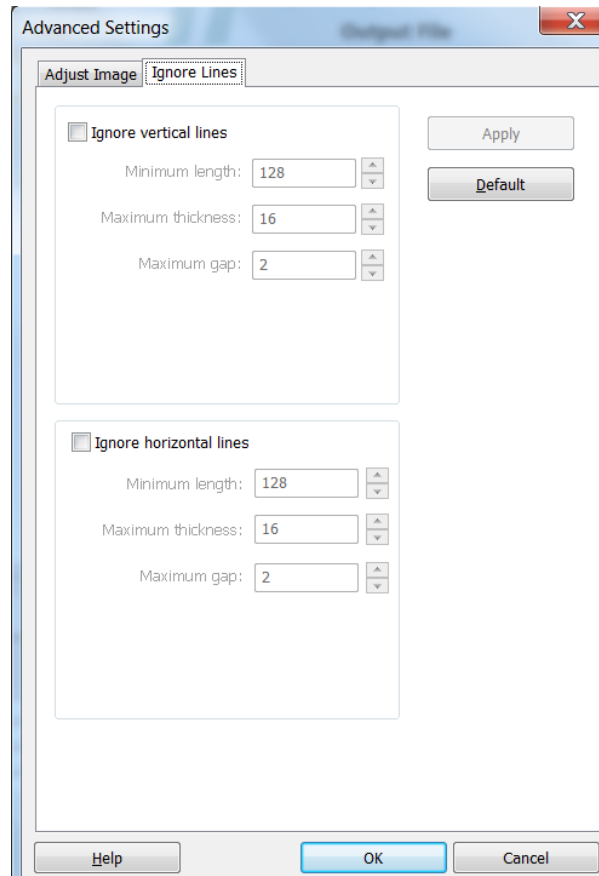 Advanced Settings
Output File
X
Adjust Image
Ignore Lines
Ignore vertical lines
Apply
Minimum length: 128
Default
Maximum thickness: 16
Maximum gap: 2
Ignore horizontal lines
Minimum length: 128
Maximum thickness: 16
Maximum gap: 2
Help
OK
Cancel